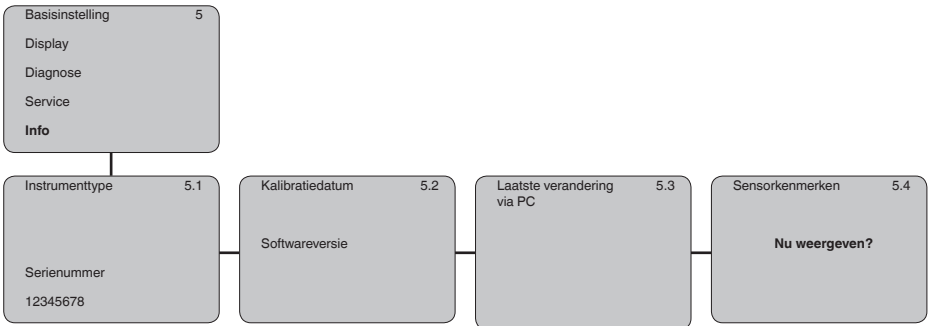 Basisinstelling 5
Display
Diagnose
Service
Info
Instrumenttype 5.1
Serienummer
12345678
Kalibratiedatum 5.2
Softwareversie
Laatste verandering 5.3
via PC
Sensorkenmerken 5.4
Nu weergeven?